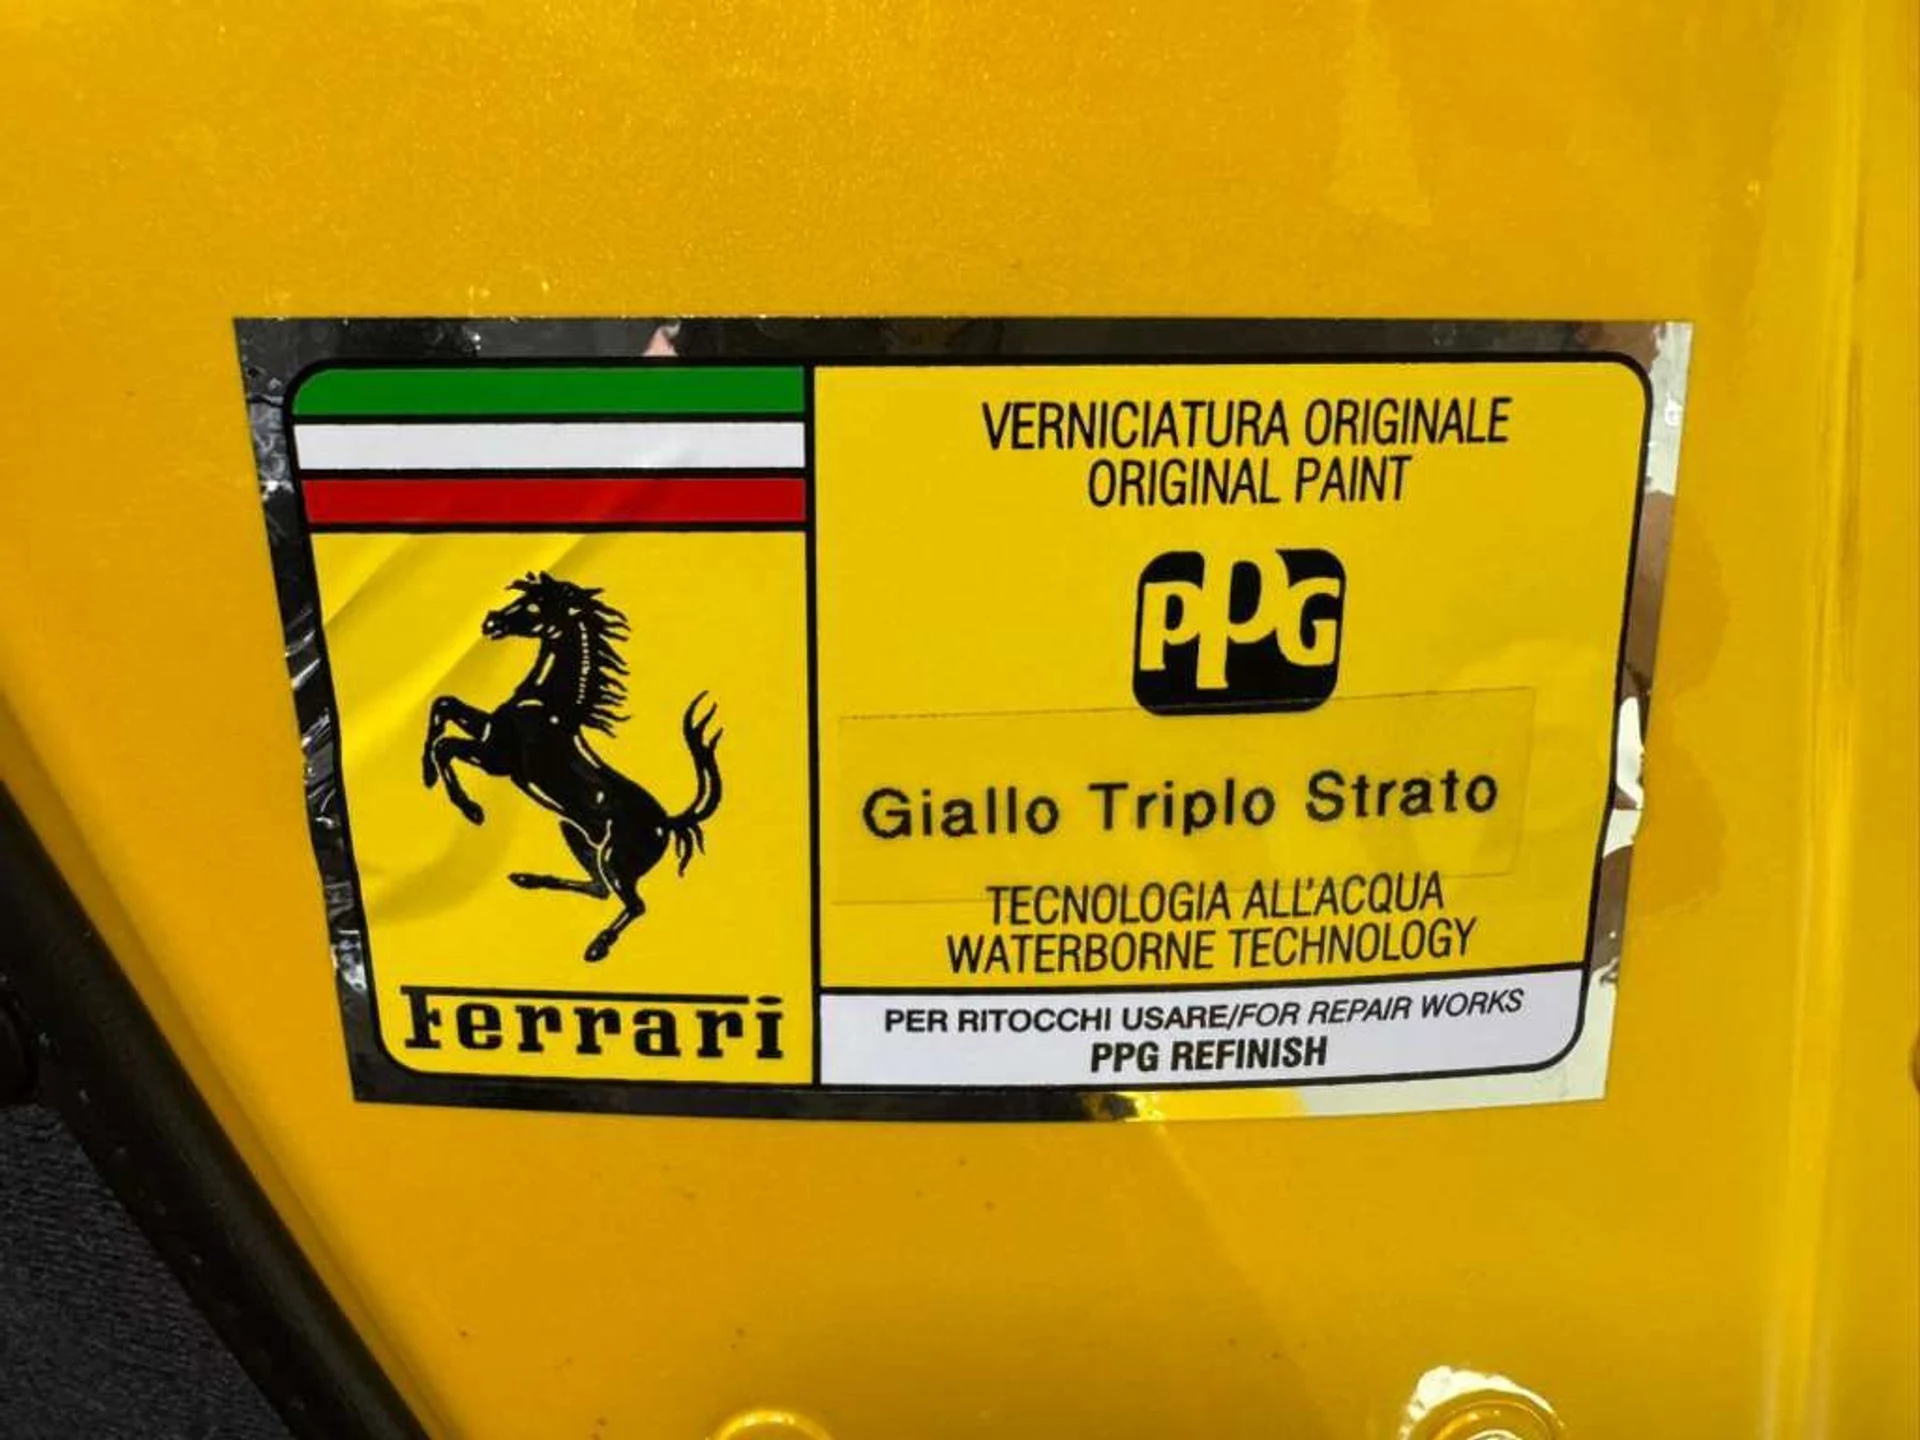 Ferrari
VERNICIATURA ORIGINALE
ORIGINAL PAINT
PPG
Giallo Triplo Strato
TECNOLOGIA ALL'ACQUA
WATERBORNE TECHNOLOGY
PER RITOCCHI USARE/FOR REPAIR WORKS
PPG REFINISH